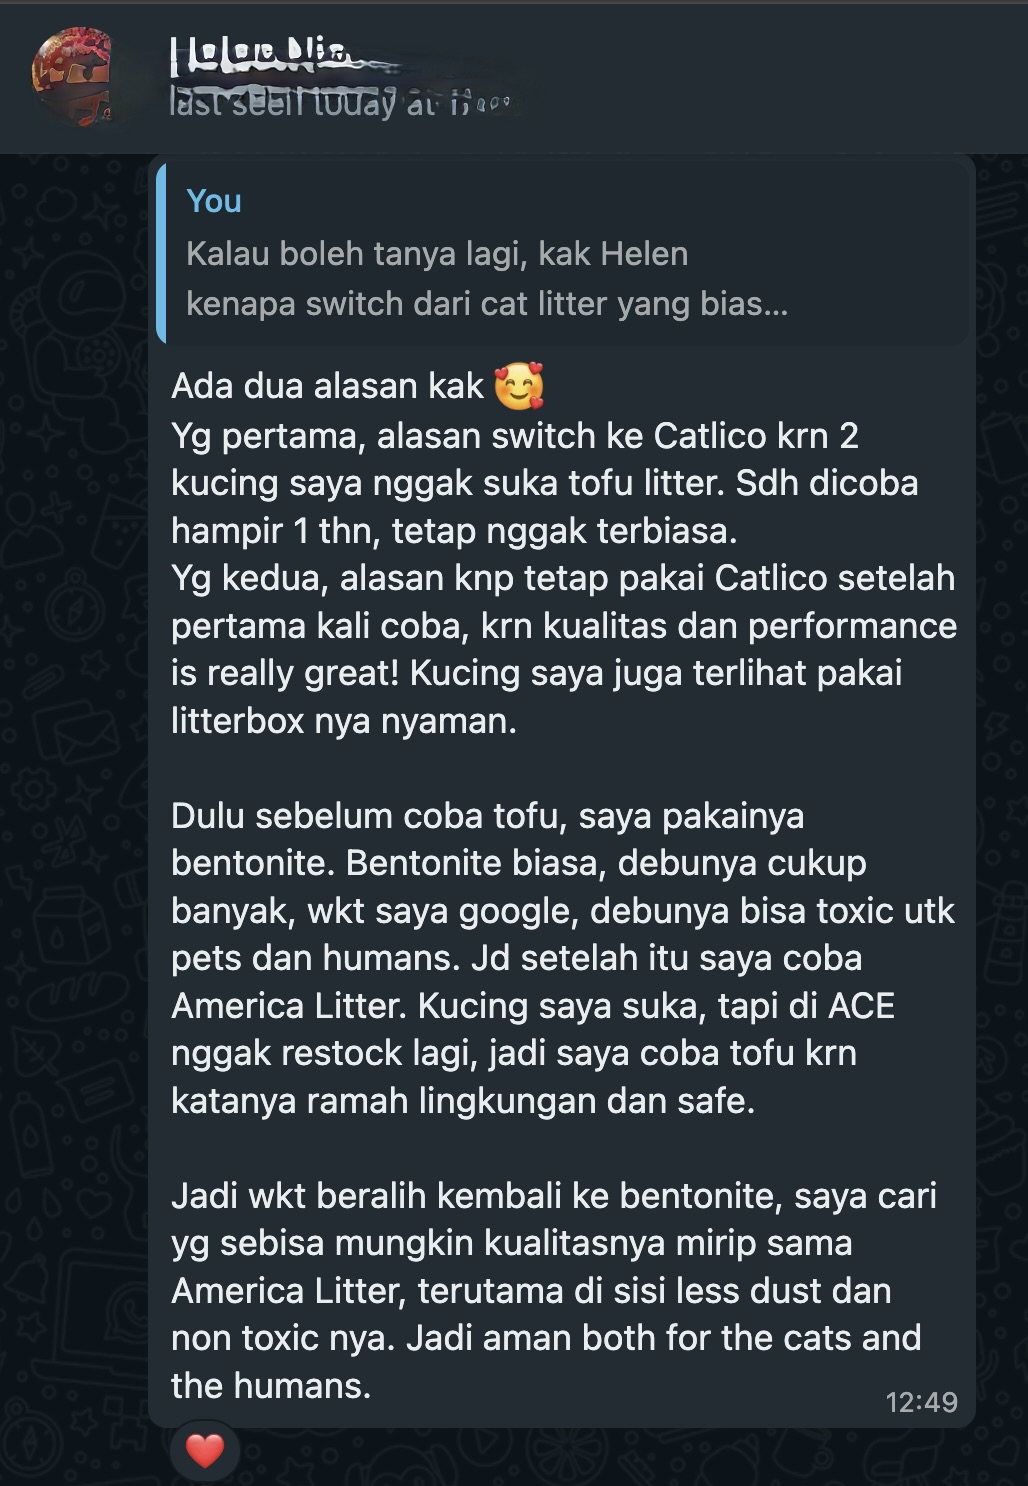 You
Kalau boleh tanya lagi, kak Helen
kenapa switch dari cat litter yang bias...
Ada dua alasan kak 🥰
Yg pertama, alasan switch ke Catlico krn 2
kucing saya nggak suka tofu litter. Sdh dicoba
hampir 1 thn, tetap nggak terbiasa.
Yg kedua, alasan knp tetap pakai Catlico setelah
pertama kali coba, krn kualitas dan performance
is really great! Kucing saya juga terlihat pakai
litterbox nya nyaman.
Dulu sebelum coba tofu, saya pakainya
bentonite. Bentonite biasa, debunya cukup
banyak, wkt saya google, debunya bisa toxic utk
pets dan humans. Jd setelah itu saya coba
America Litter. Kucing saya suka, tapi di ACE
nggak restock lagi, jadi saya coba tofu krn
katanya ramah lingkungan dan safe.
Jadi wkt beralih kembali ke bentonite, saya cari
yg sebisa mungkin kualitasnya mirip sama
America Litter, terutama di sisi less dust dan
non toxic nya. Jadi aman both for the cats and
the humans.
12:49
❤️